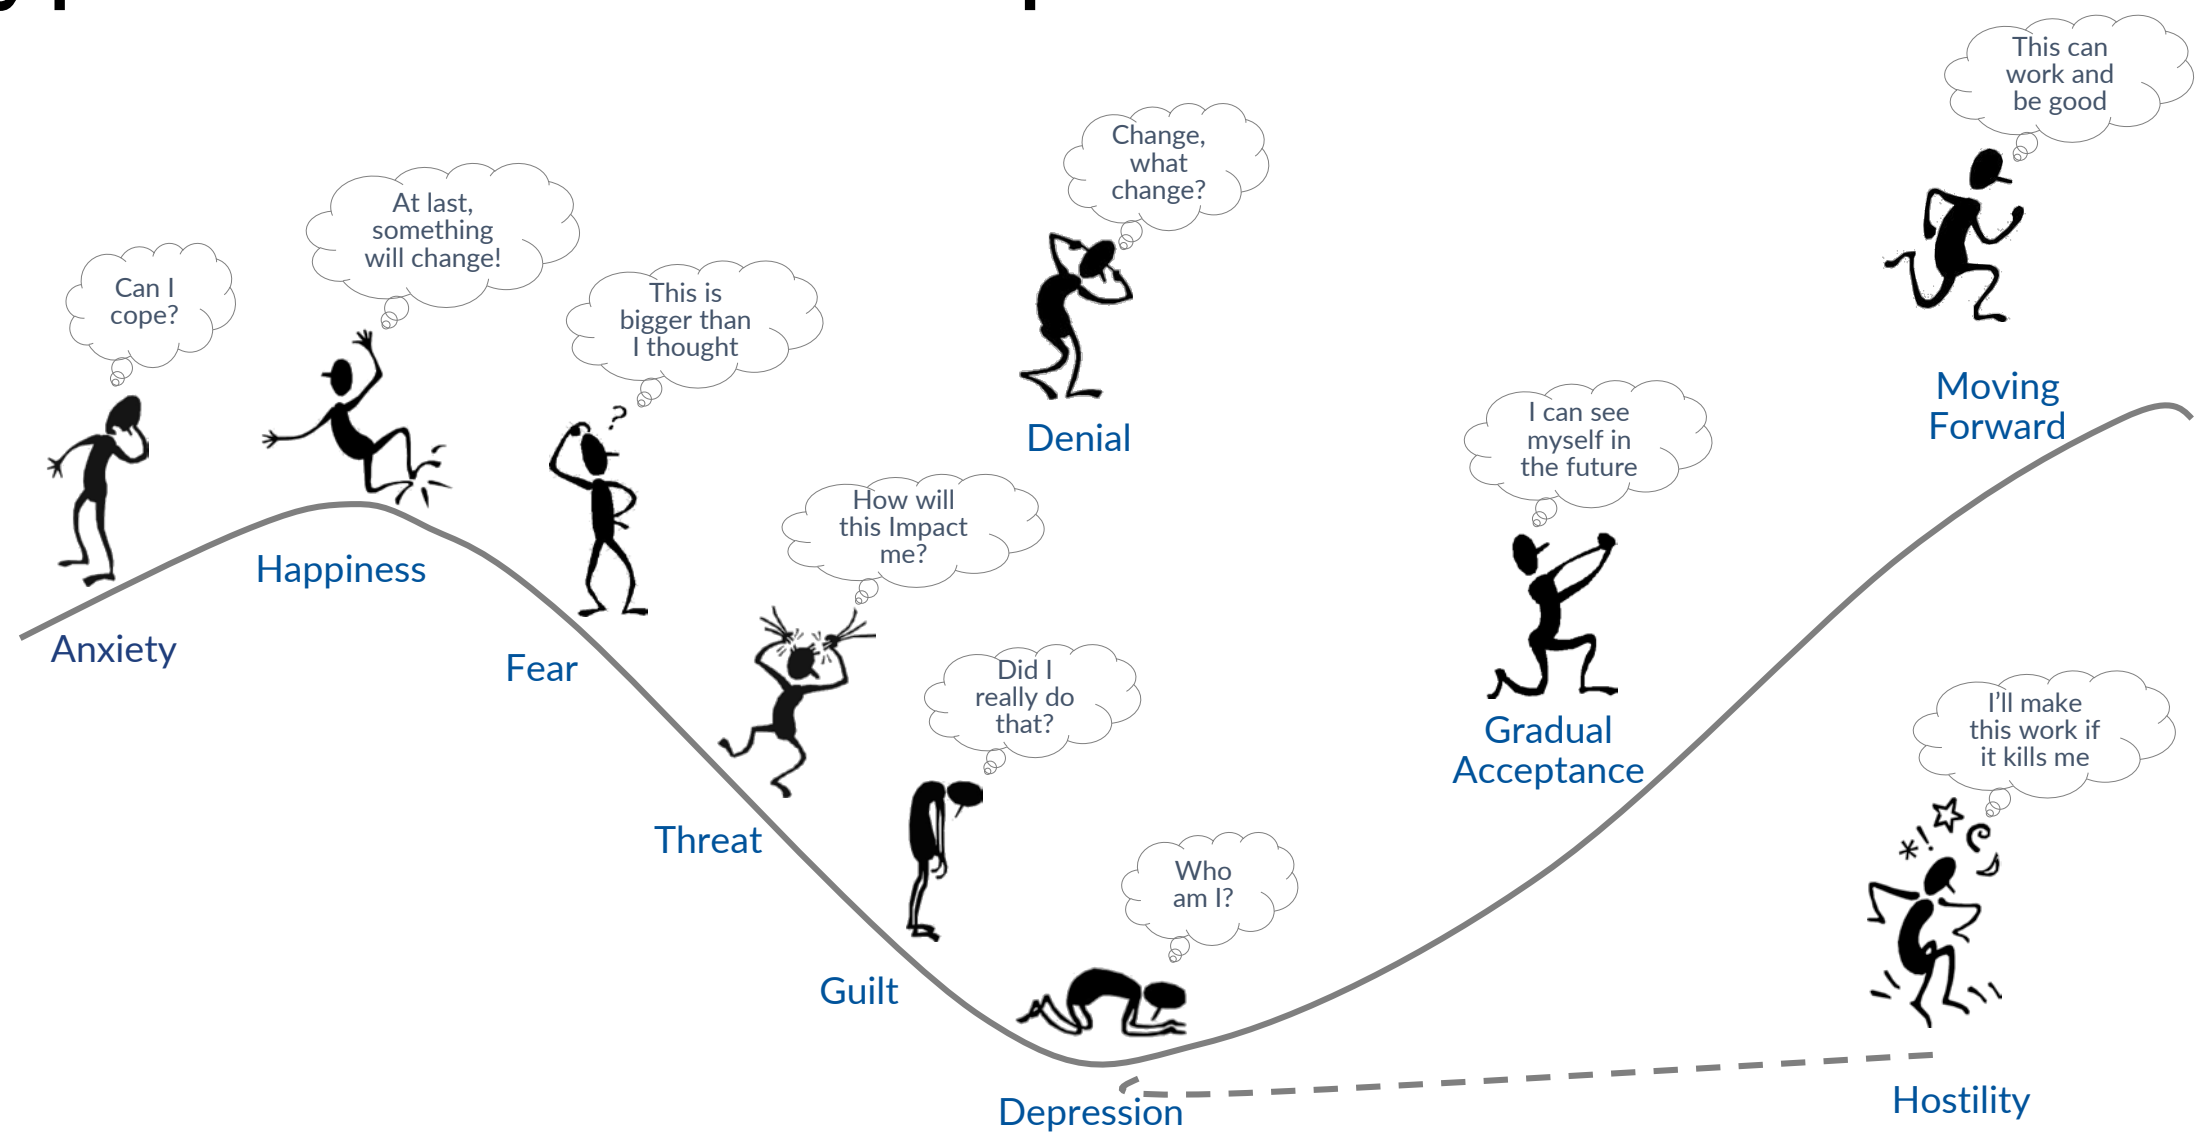 Can I
cope?
Anxiety
At last,
something
will change!
Happiness
This is
bigger than
I thought
?
Fear
How will
this Impact
me?
Threat
Did I
really do
that?
Guilt
Who
am I?
Depression
Change,
what
change?
Denial
I can see
myself in
the future
Gradual
Acceptance
This can
work and
be good
Moving
Forward
I’ll make
this work if
it kills me
*!
Hostility